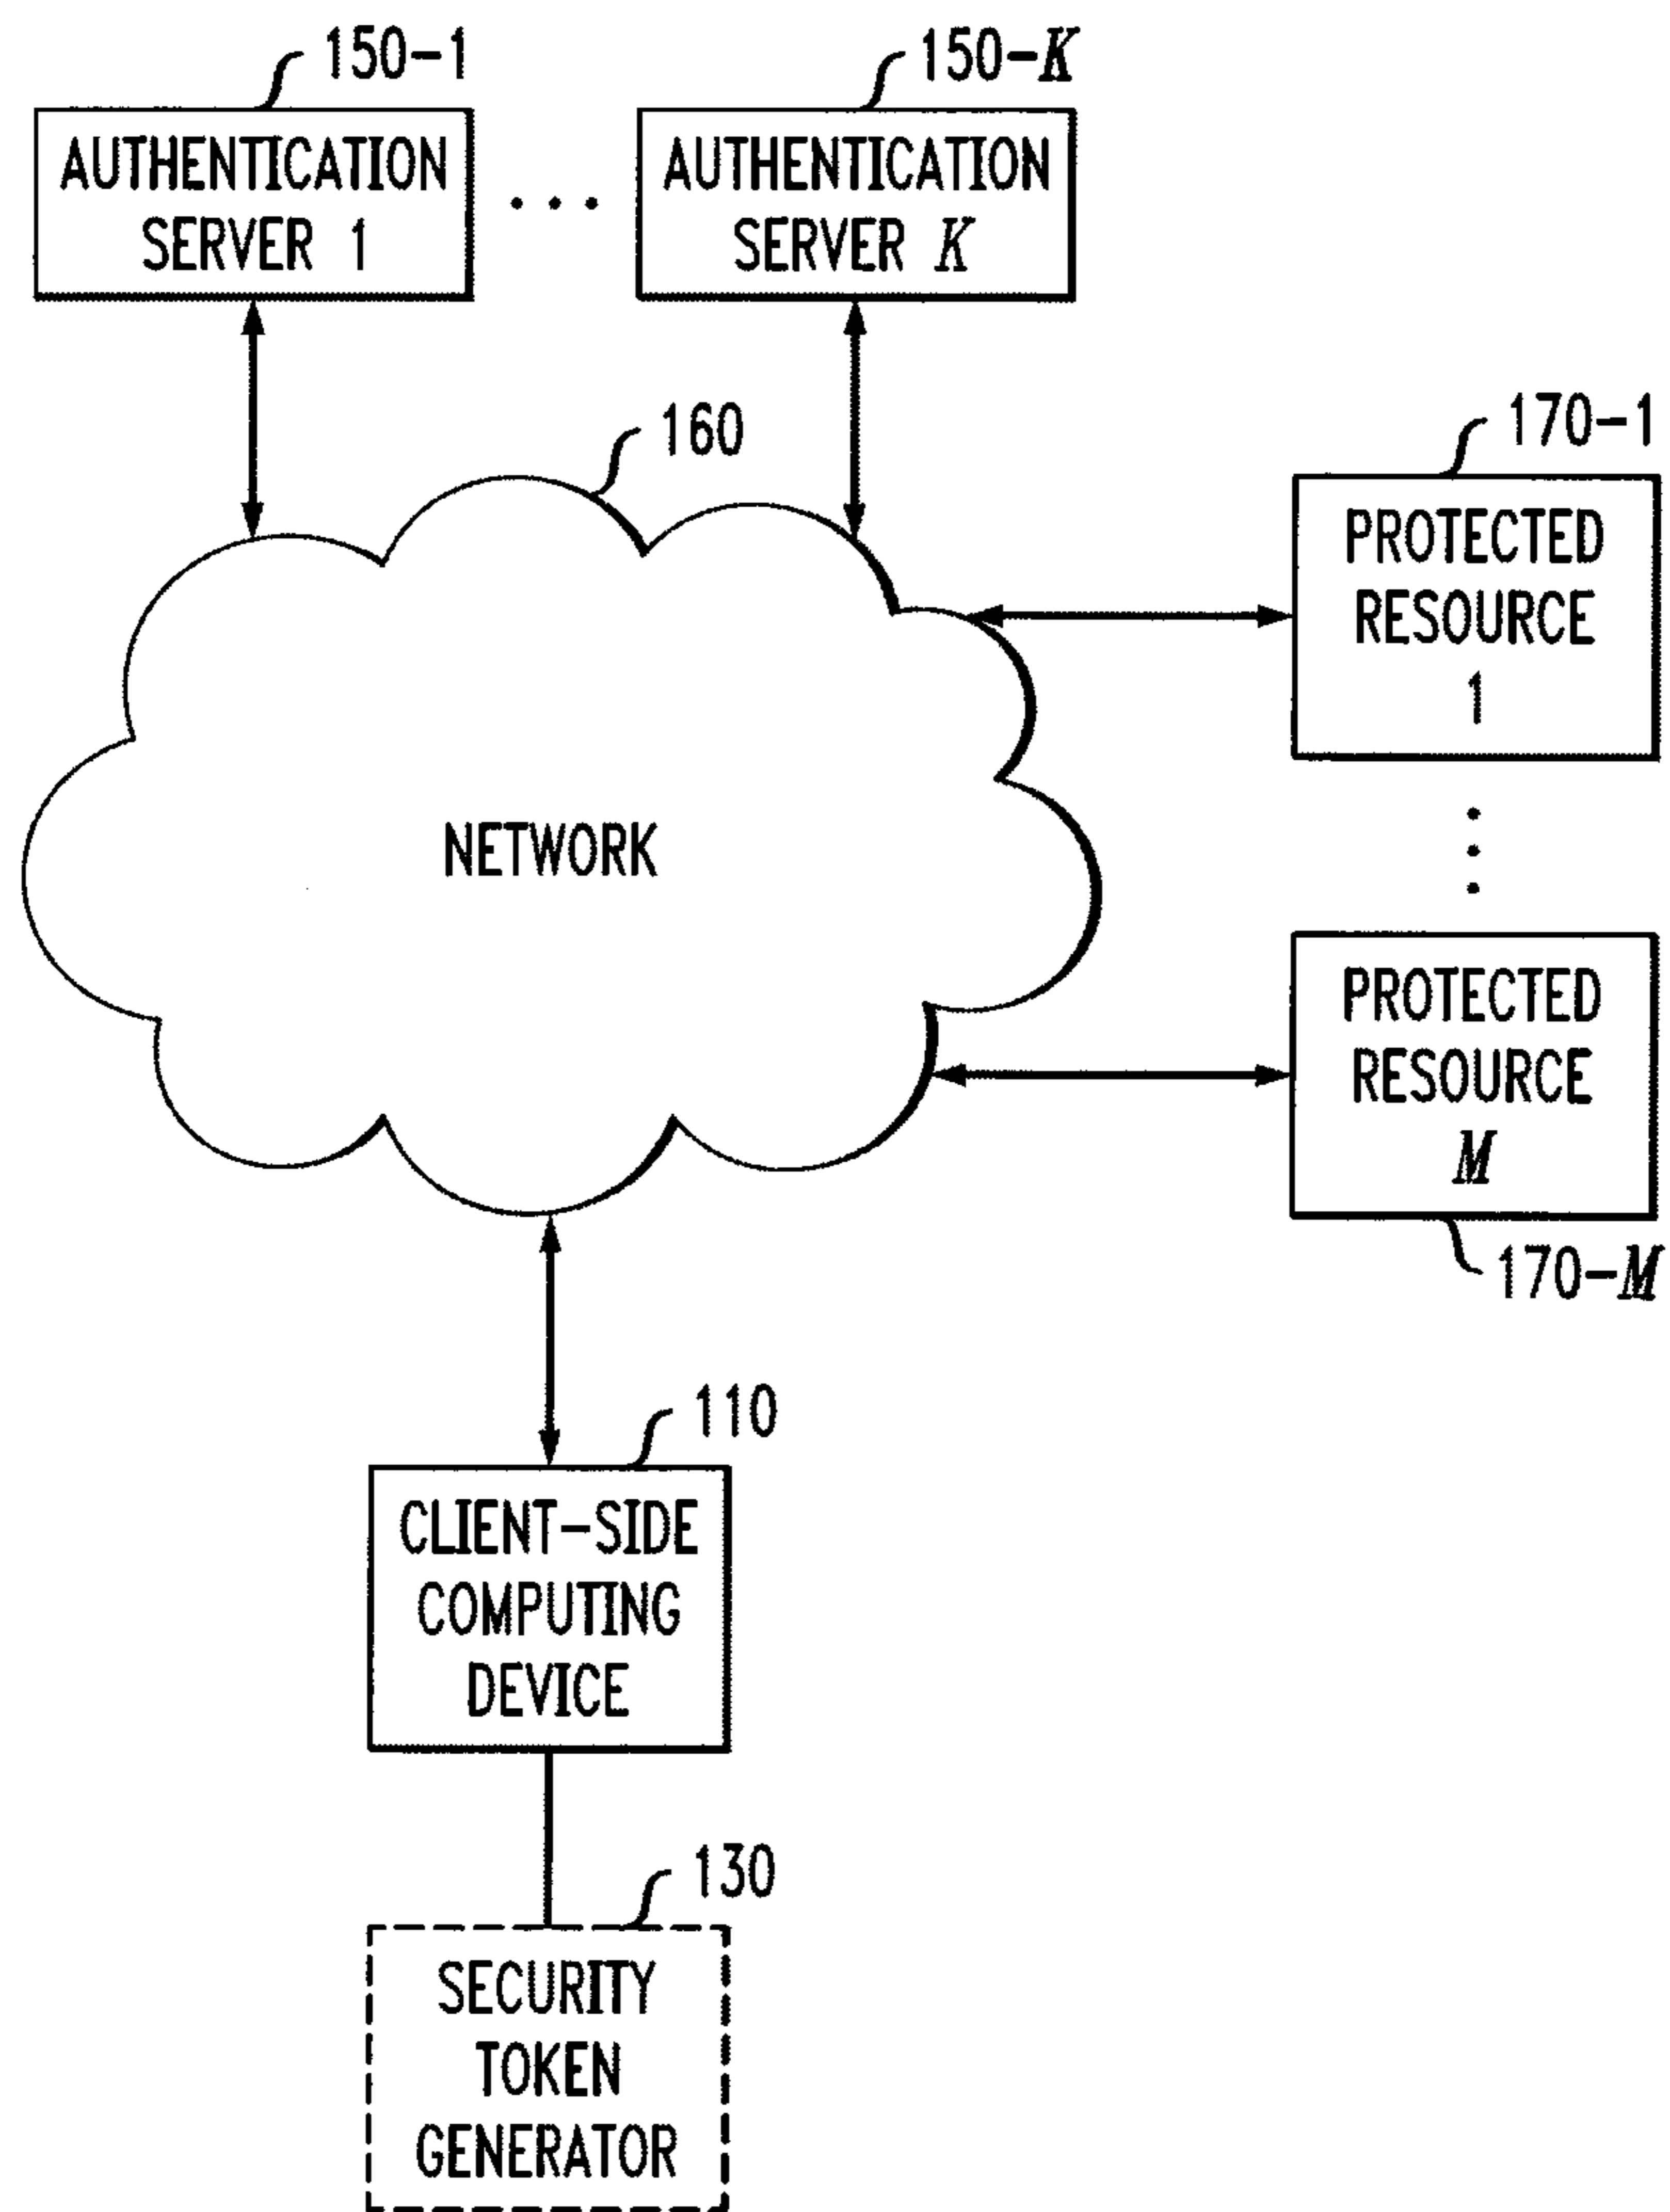 150-1
150-K
AUTHENTICATION
SERVER 1
AUTHENTICATION
SERVER K
160
170-1
PROTECTED
RESOURCE
1
NETWORK
PROTECTED
RESOURCE
M
170-M
110
CLIENT-SIDE
COMPUTING
DEVICE
130
SECURITY
TOKEN
GENERATOR